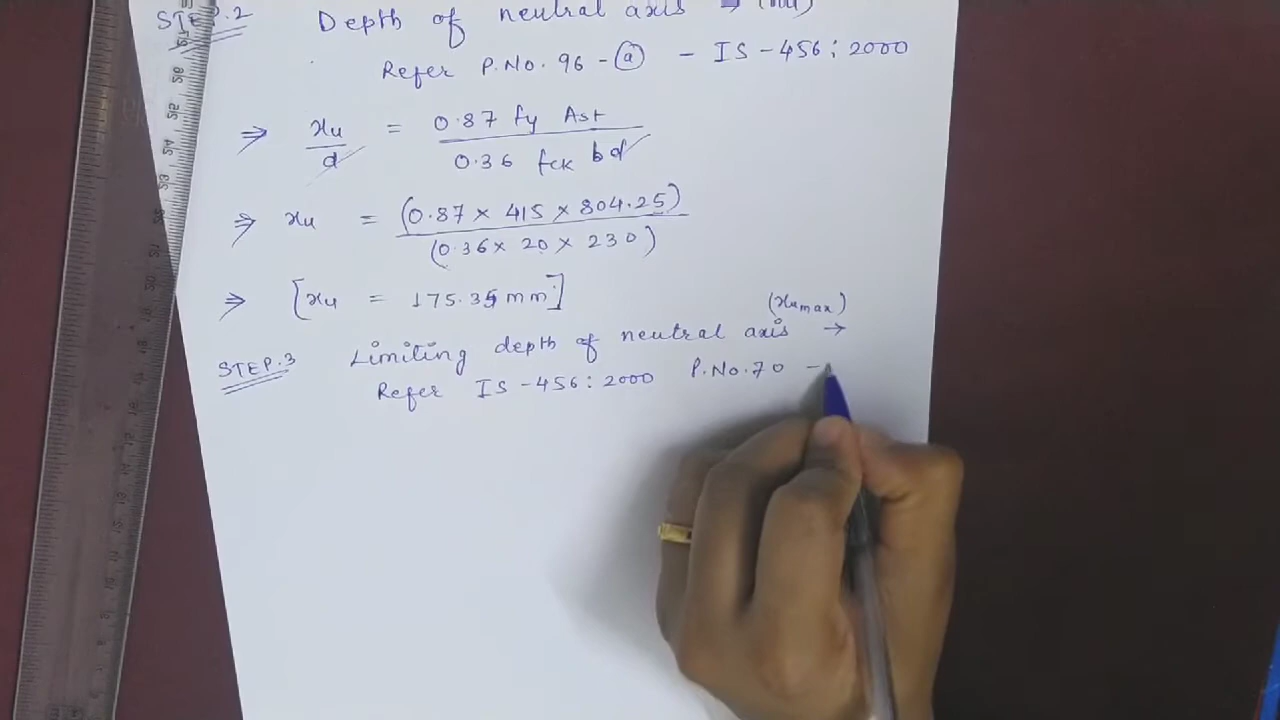 STEP.2 Depth of neutral axis →
Refer P.No. 96 - (a) - IS - 456 : 2000
⇒ xu/d = 0.87 fy Ast / 0.36 fck bd
⇒ xu = (0.87 × 415 × 804.25) / (0.36 × 20 × 230)
⇒ [xu = 175.35 mm]
(xumax)
STEP.3 Limiting depth of neutral axis →
Refer IS - 456 : 2000 P.No. 70 -